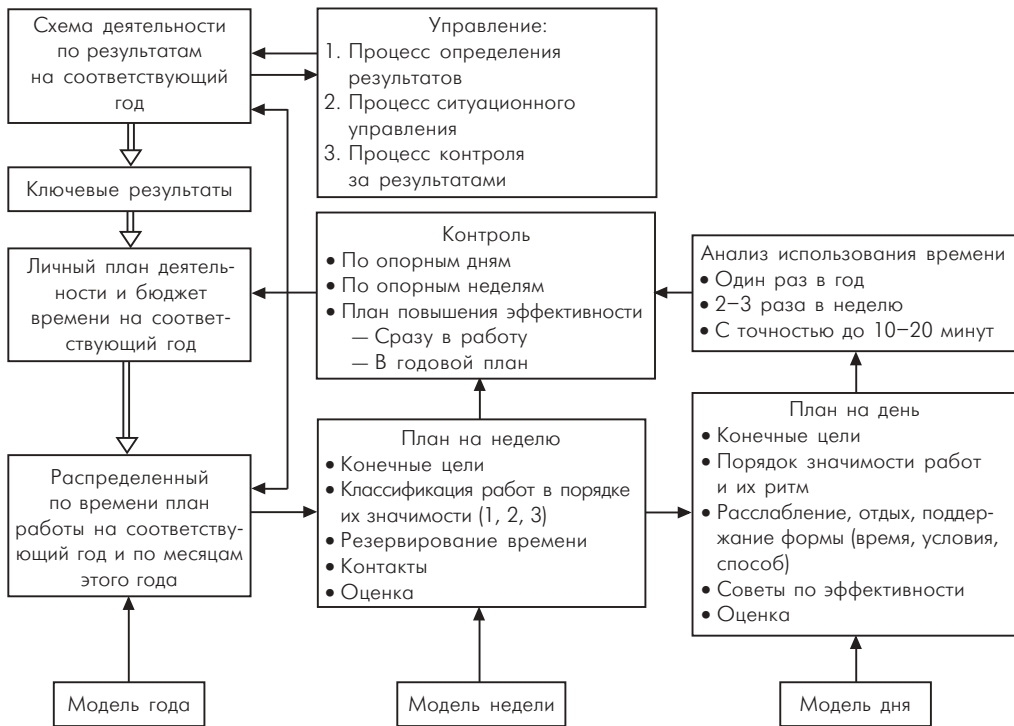 Схема деятельности
по результатам
на соответствующий
год
Управление:
1. Процесс определения
результатов
2. Процесс ситуационного
управления
3. Процесс контроля
за результатами
Ключевые результаты
Личный план деятель-
ности и бюджет
времени на соответ-
ствующий год
Контроль
• По опорным дням
• По опорным неделям
• План повышения эффективности
— Сразу в работу
— В годовой план
Анализ использования времени
• Один раз в год
• 2–3 раза в неделю
• С точностью до 10–20 минут
Распределенный
по времени план
работы на соответству-
ющий год и по месяцам
этого года
План на неделю
• Конечные цели
• Классификация работ в порядке
их значимости (1, 2, 3)
• Резервирование времени
• Контакты
• Оценка
План на день
• Конечные цели
• Порядок значимости работ
и их ритм
• Расслабление, отдых, поддер-
жание формы (время, условия,
способ)
• Советы по эффективности
• Оценка
Модель года
Модель недели
Модель дня